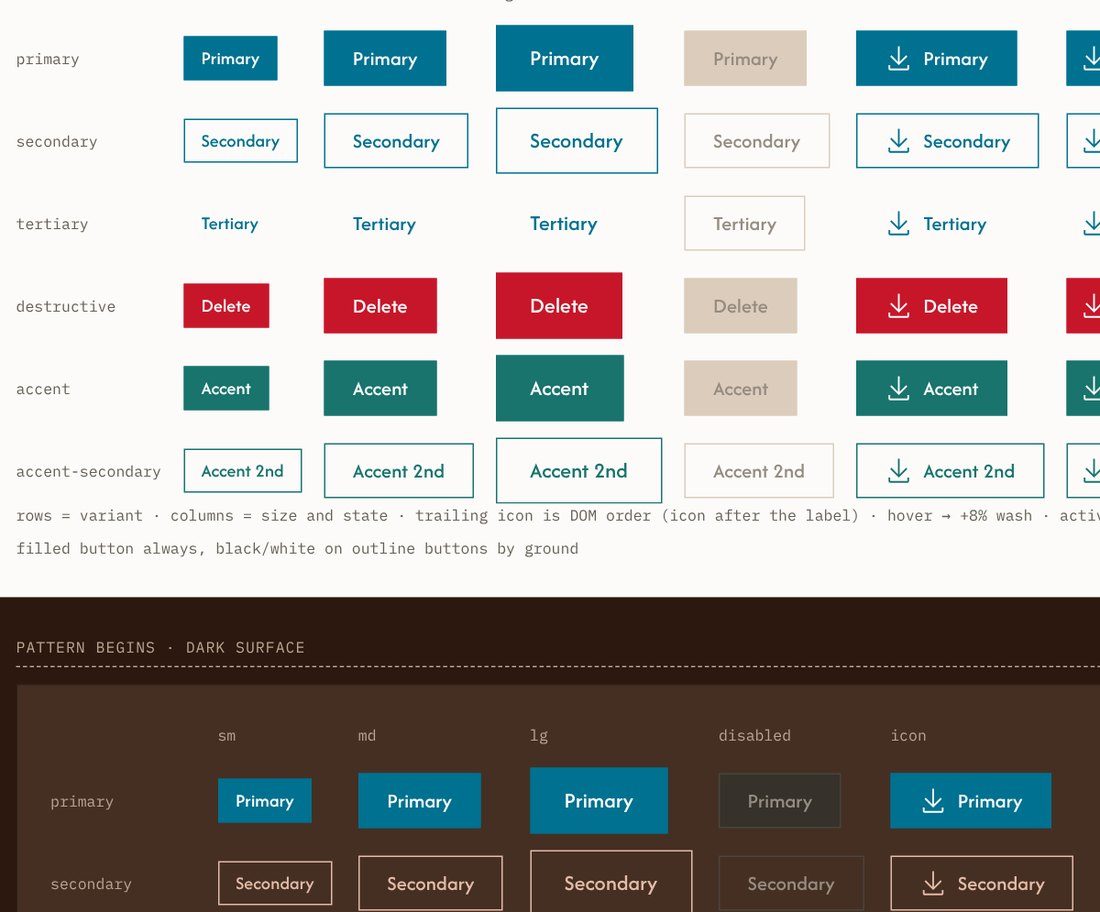 primary Primary Primary Primary Primary Primary
secondary Secondary Secondary Secondary Secondary Secondary
tertiary Tertiary Tertiary Tertiary Tertiary Tertiary
destructive Delete Delete Delete Delete Delete
accent Accent Accent Accent Accent Accent
accent-secondary Accent 2nd Accent 2nd Accent 2nd Accent 2nd Accent 2nd
rows = variant · columns = size and state · trailing icon is DOM order (icon after the label) · hover → +8% wash ·
filled button always, black/white on outline buttons by ground
PATTERN BEGINS · DARK SURFACE
sm md lg disabled icon
primary Primary Primary Primary Primary Primary
secondary Secondary Secondary Secondary Secondary Secondary